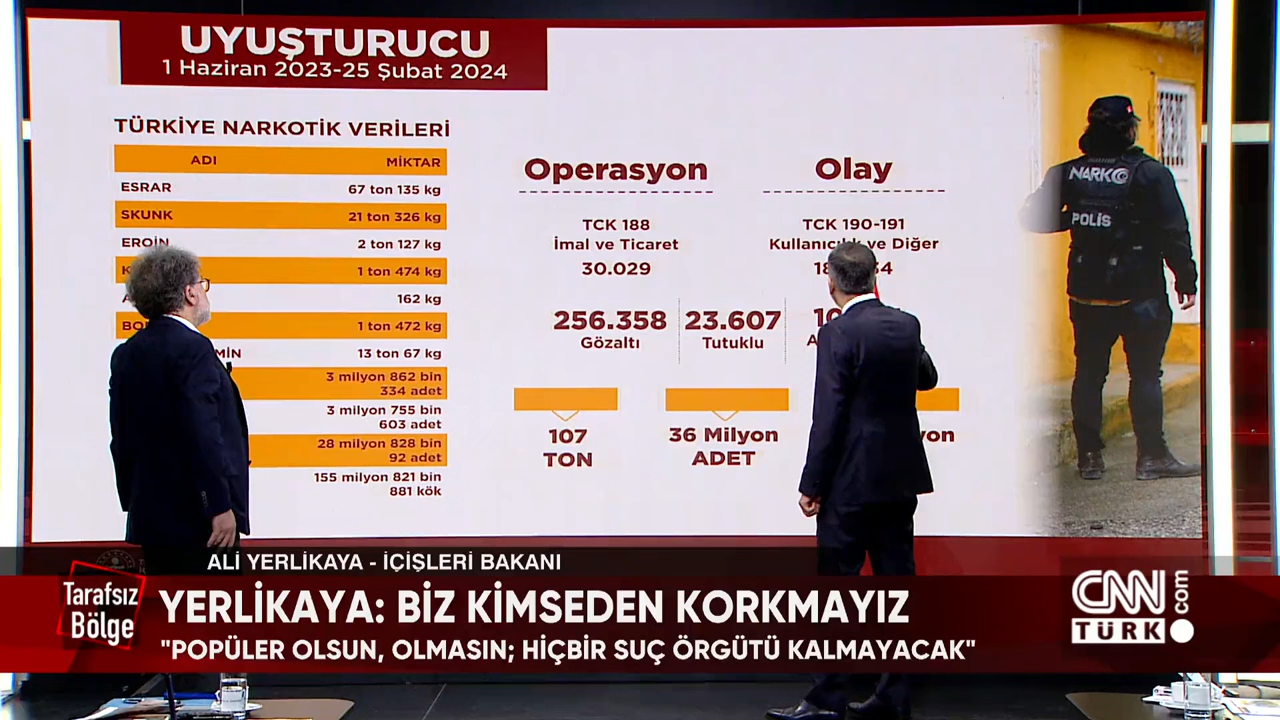 UYUŞTURUCU
1 Haziran 2023-25 Şubat 2024
TÜRKİYE NARKOTİK VERİLERİ
ADI MİKTAR
ESRAR 67 ton 135 kg
SKUNK 21 ton 326 kg
EROİN 2 ton 127 kg
1 ton 474 kg
162 kg
1 ton 472 kg
13 ton 67 kg
3 milyon 862 bin
334 adet
3 milyon 755 bin
603 adet
28 milyon 828 bin
92 adet
155 milyon 821 bin
881 kök
Operasyon
TCK 188
İmal ve Ticaret
30.029
Olay
TCK 190-191
Kullanıcılık ve Diğer
256.358
Gözaltı
23.607
Tutuklu
107
TON
36 Milyon
ADET
NARKO
POLİS
ALİ YERLİKAYA - İÇİŞLERİ BAKANI
Tarafsız
Bölge
YERLİKAYA: BİZ KİMSEDEN KORKMAYIZ
"POPÜLER OLSUN, OLMASIN; HİÇBİR SUÇ ÖRGÜTÜ KALMAYACAK"
CNN
TÜRK
.com